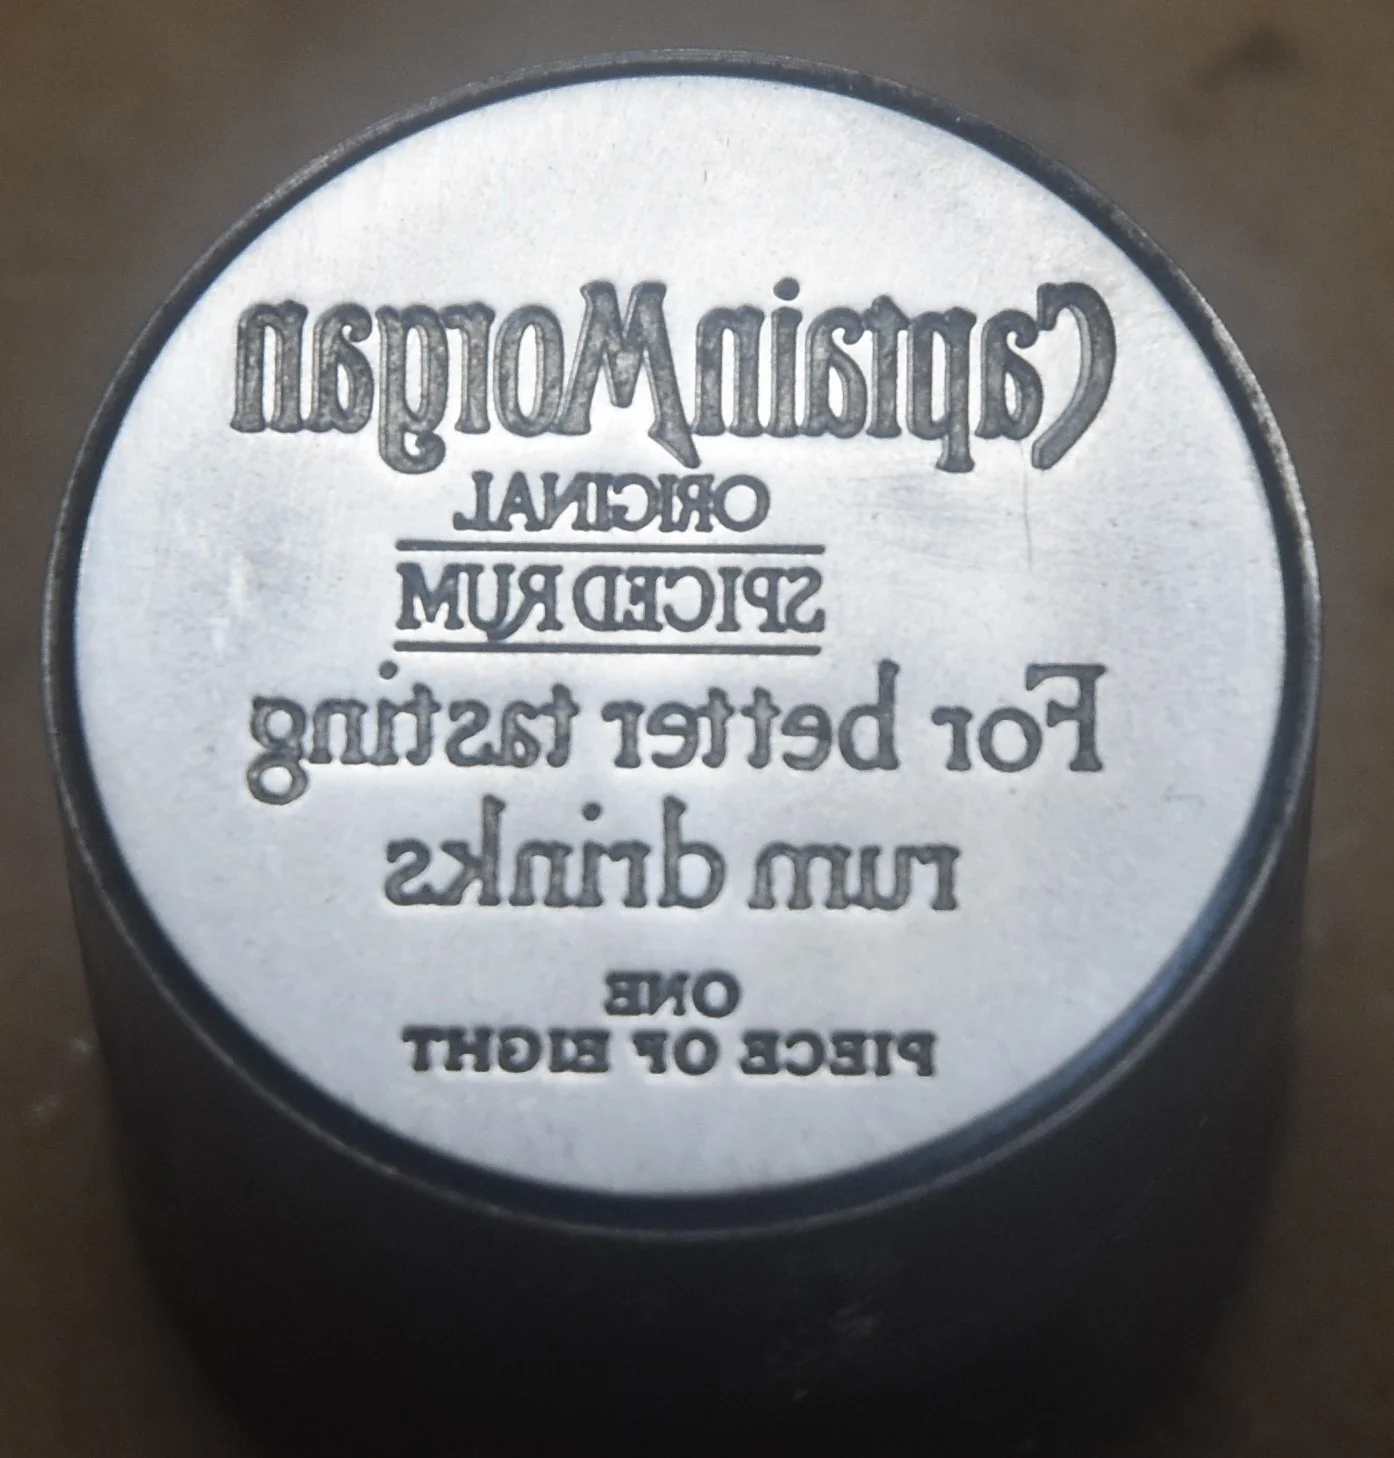 Captain Morgan
ORIGINAL
SPICED RUM
For better tasting
rum drinks
ONE
PIECE OF EIGHT